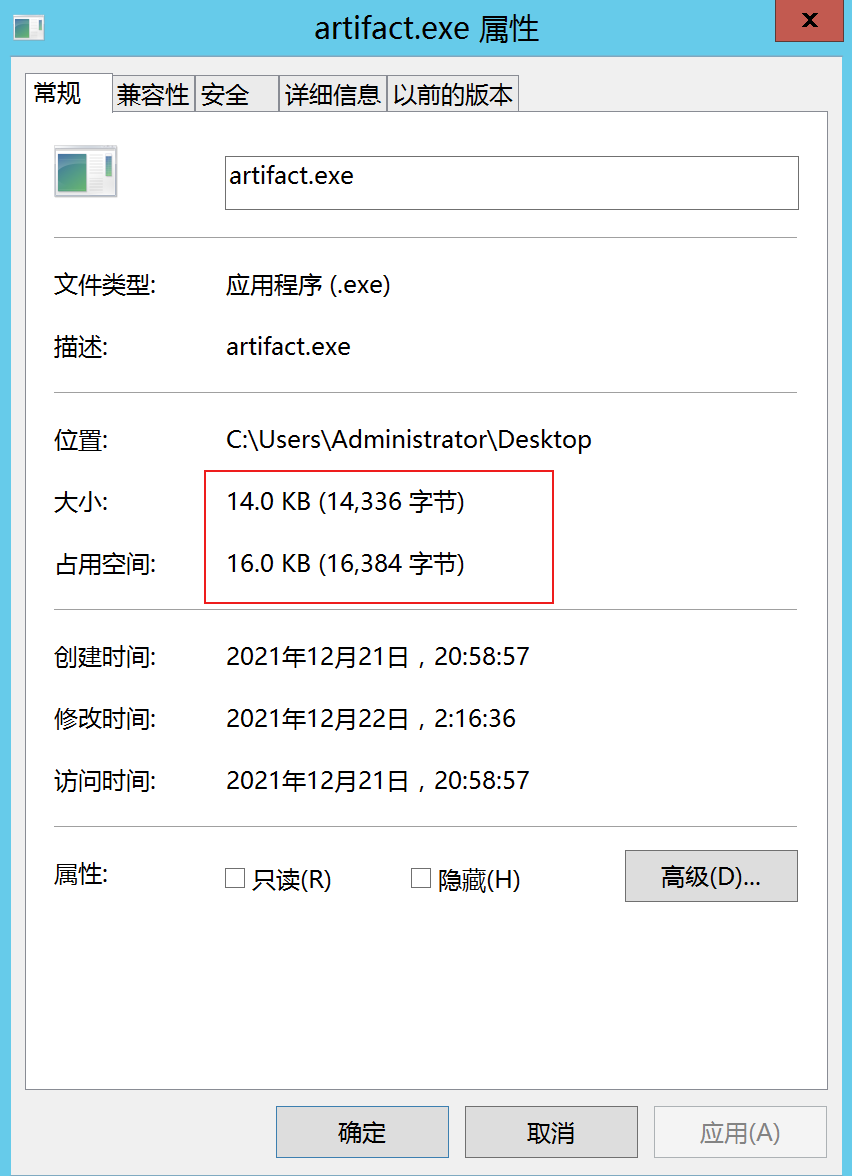 artifact.exe 属性
x
常规 兼容性 安全 详细信息 以前的版本
artifact.exe
文件类型: 应用程序 (.exe)
描述: artifact.exe
位置: C:\Users\Administrator\Desktop
大小: 14.0 KB (14,336 字节)
占用空间: 16.0 KB (16,384 字节)
创建时间: 2021年12月21日，20:58:57
修改时间: 2021年12月22日，2:16:36
访问时间: 2021年12月21日，20:58:57
属性: 只读(R) 隐藏(H) 高级(D)...
确定 取消 应用(A)